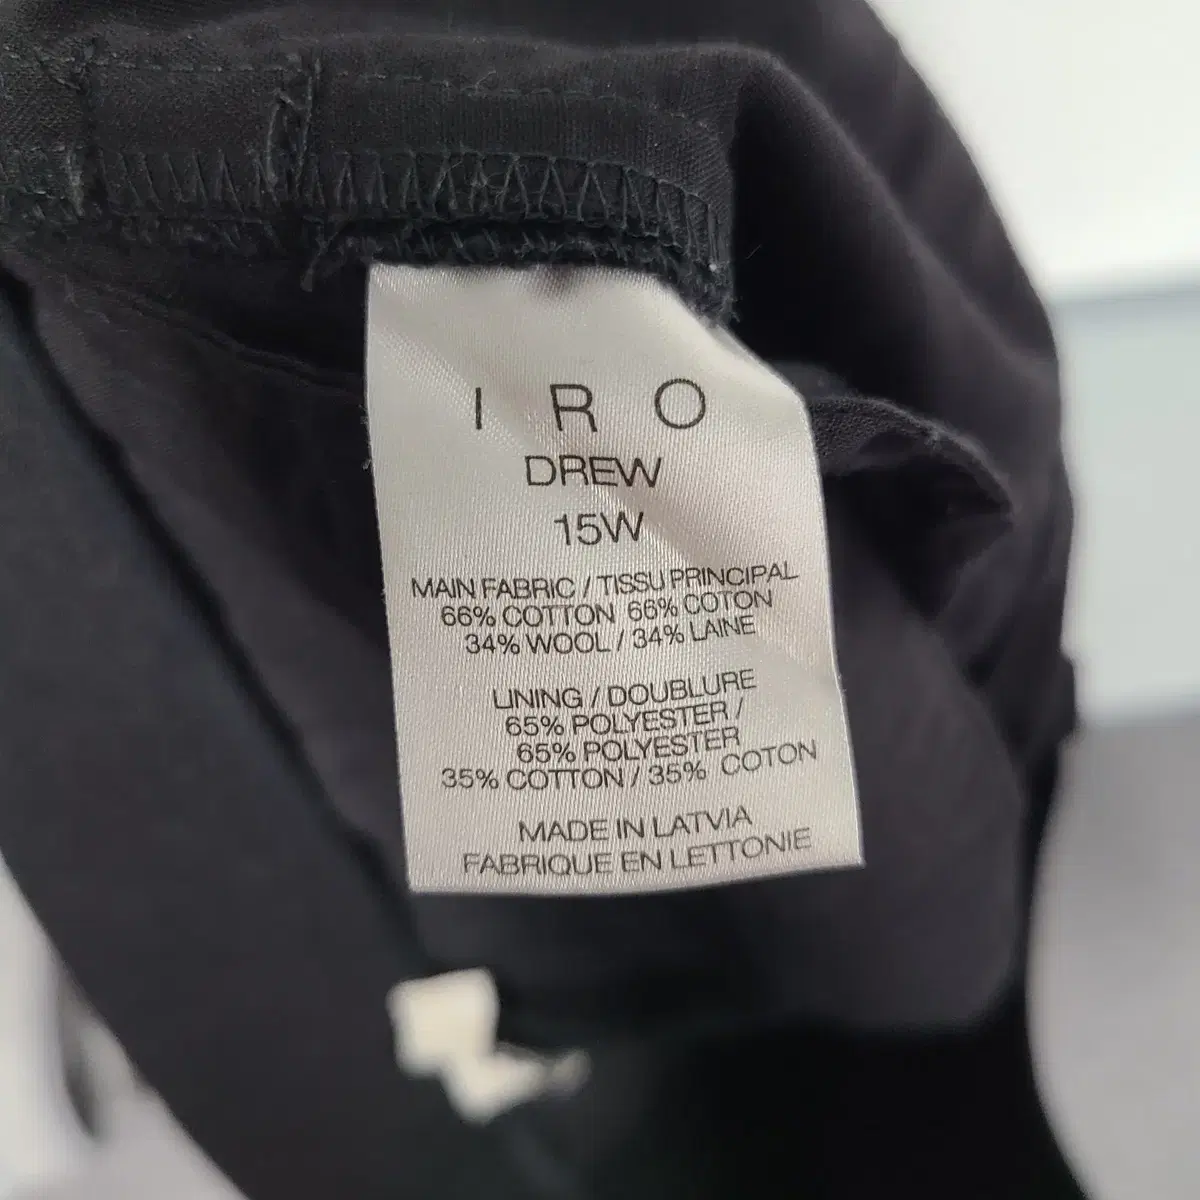 I R O
DREW
15W
MAIN FABRIC / TISSU PRINCIPAL
66% COTTON 66% COTON
34% WOOL / 34% LAINE
LINING / DOUBLURE
65% POLYESTER /
65% POLYESTER
35% COTTON / 35% COTON
MADE IN LATVIA
FABRIQUE EN LETTONIE